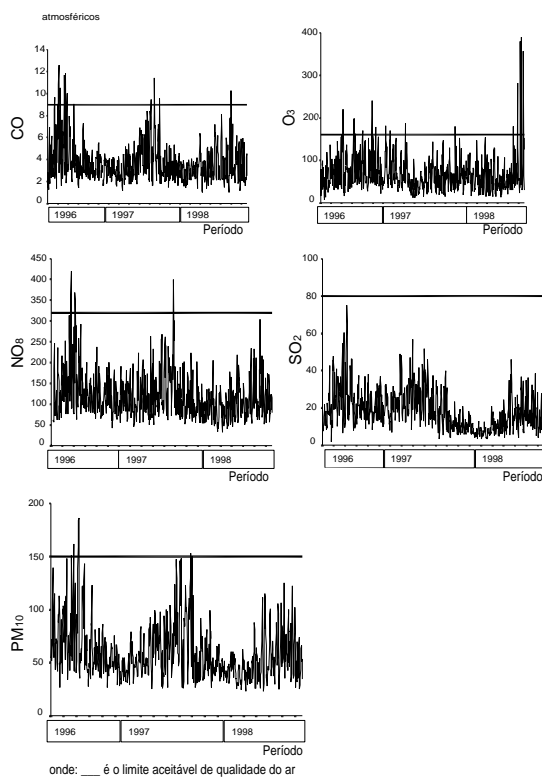 atmosféricos
14
12
10
8
6
4
2
0
CO
1996 1997 1998
Período
400
300
200
100
0
O3
1996 1997 1998
Período
450
400
350
300
250
200
150
100
50
0
NO8
1996 1997 1998
Período
100
80
60
40
20
0
SO2
1996 1997 1998
Período
200
150
100
50
0
PM10
1996 1997 1998
Período
onde: ___ é o limite aceitável de qualidade do ar